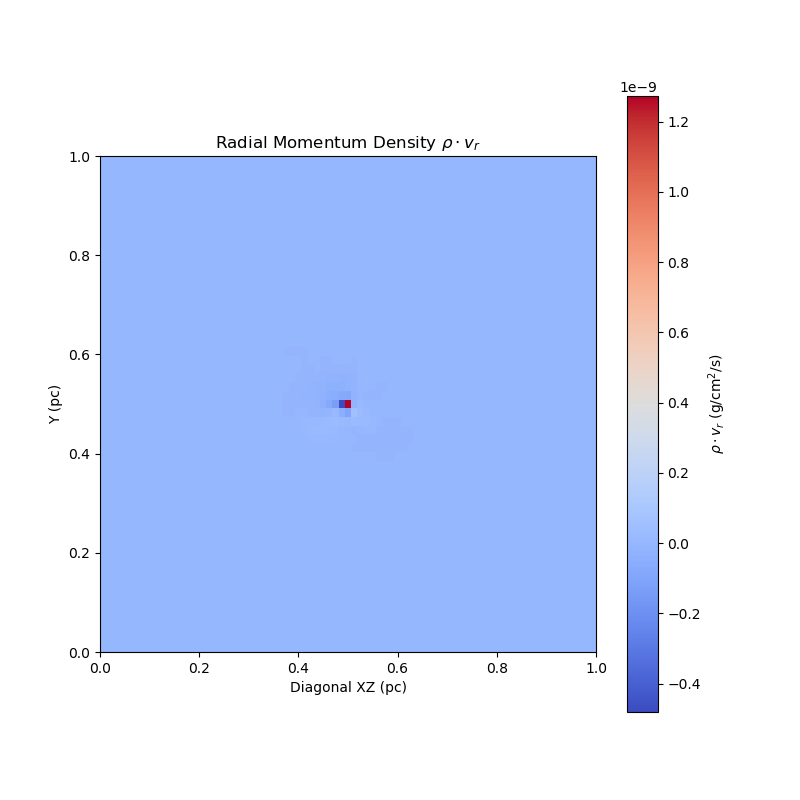 1e−9
Radial Momentum Density ρ · v_r
1.0
0.8
0.6
0.4
0.2
0.0
Y (pc)
0.0 0.2 0.4 0.6 0.8 1.0
Diagonal XZ (pc)
1.2
1.0
0.8
0.6
0.4
0.2
0.0
−0.2
−0.4
ρ · v_r (g/cm²/s)